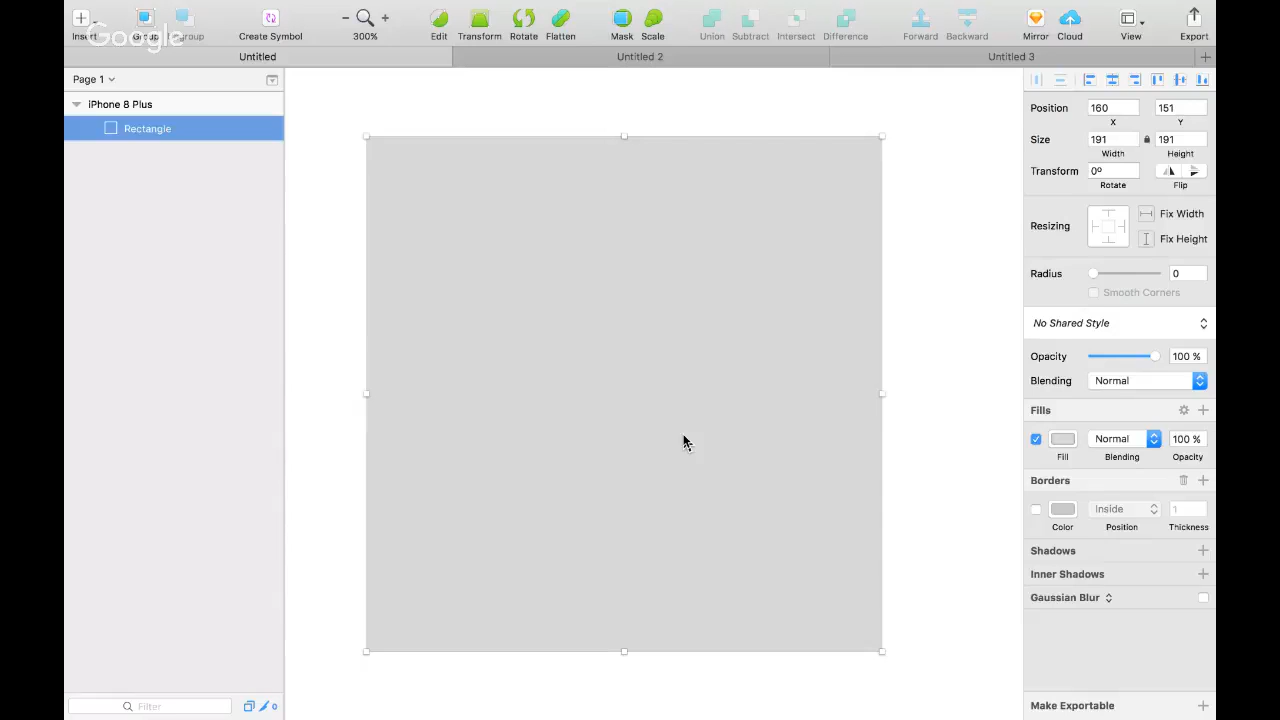 Insert Group Ungroup Create Symbol 300% Edit Transform Rotate Flatten Mask Scale Union Subtract Intersect Difference Forward Backward Mirror Cloud View Export
Google
Untitled Untitled 2 Untitled 3
Page 1
iPhone 8 Plus
Rectangle
Filter 0
Position 160 151
X Y
Size 191 191
Width Height
Transform 0º
Rotate Flip
Resizing Fix Width
Fix Height
Radius 0
Smooth Corners
No Shared Style
Opacity 100 %
Blending Normal
Fills
Normal 100 %
Fill Blending Opacity
Borders
Inside 1
Color Position Thickness
Shadows
Inner Shadows
Gaussian Blur
Make Exportable